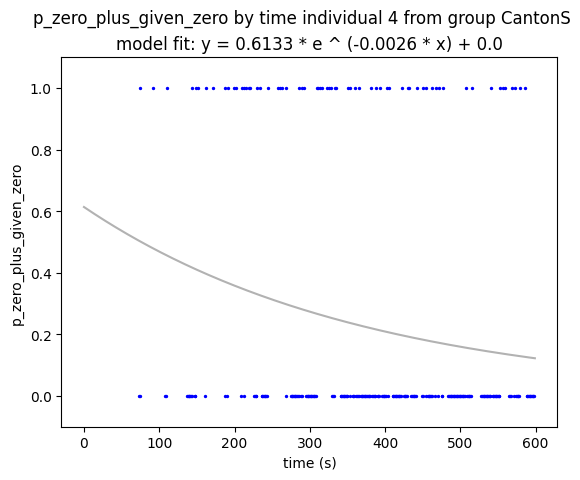 p_zero_plus_given_zero by time individual 4 from group CantonS
model fit: y = 0.6133 * e ^ (-0.0026 * x) + 0.0
1.0
0.8
0.6
0.4
0.2
0.0
p_zero_plus_given_zero
0 100 200 300 400 500 600
time (s)